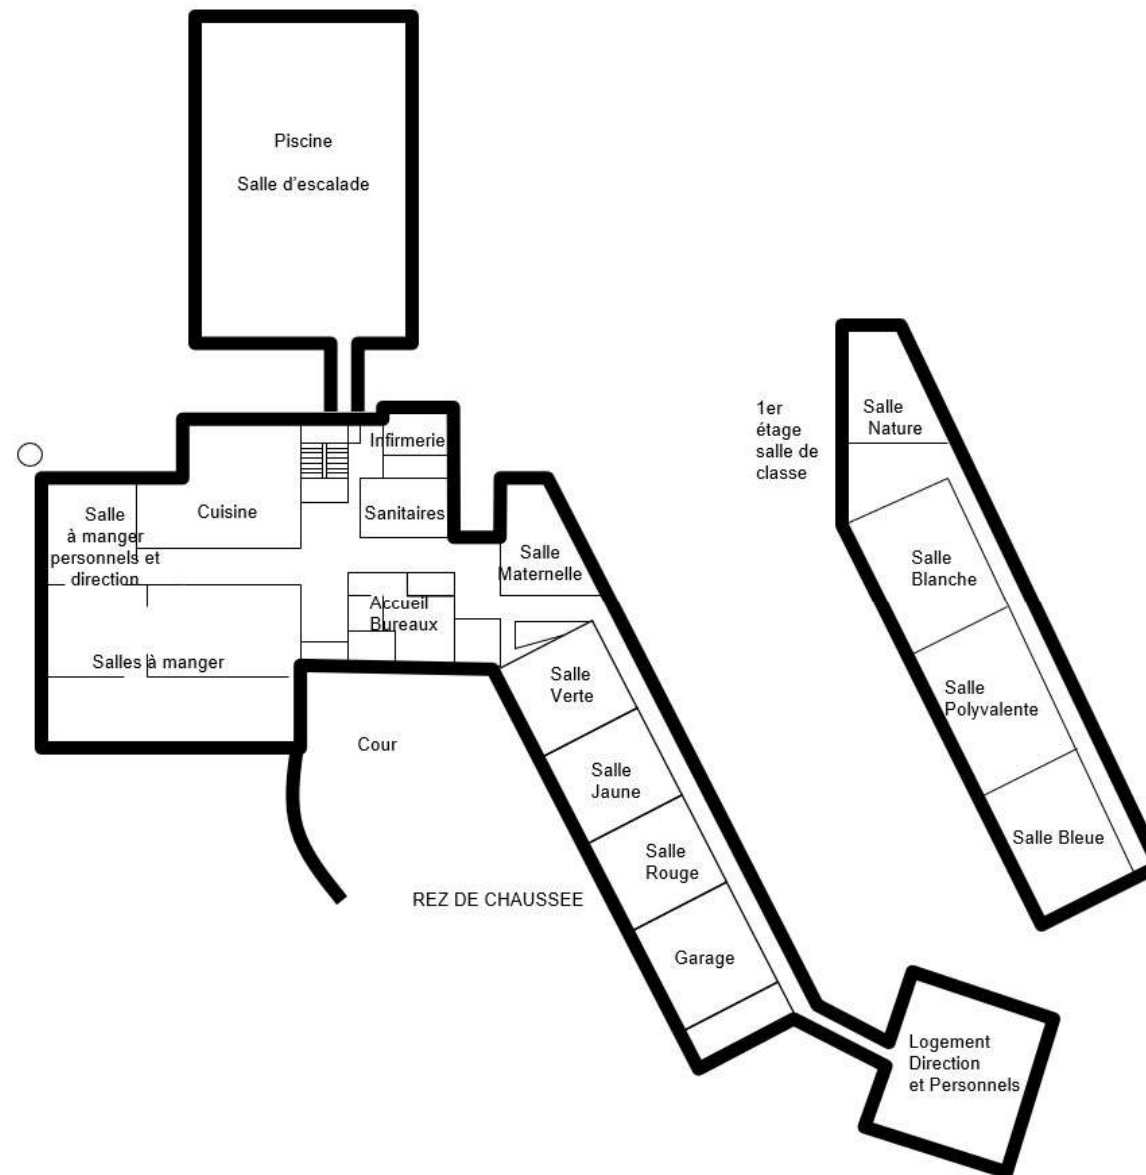 Piscine
Salle d'escalade
Infirmerie
Salle
à manger
personnels et
direction
Cuisine
Sanitaires
Salle
Maternelle
Accueil
Bureaux
Salles à manger
Salle
Verte
Cour
Salle
Jaune
Salle
Rouge
REZ DE CHAUSSEE
Garage
Logement
Direction
et Personnels
1er
étage
salle de
classe
Salle
Nature
Salle
Blanche
Salle
Polyvalente
Salle Bleue